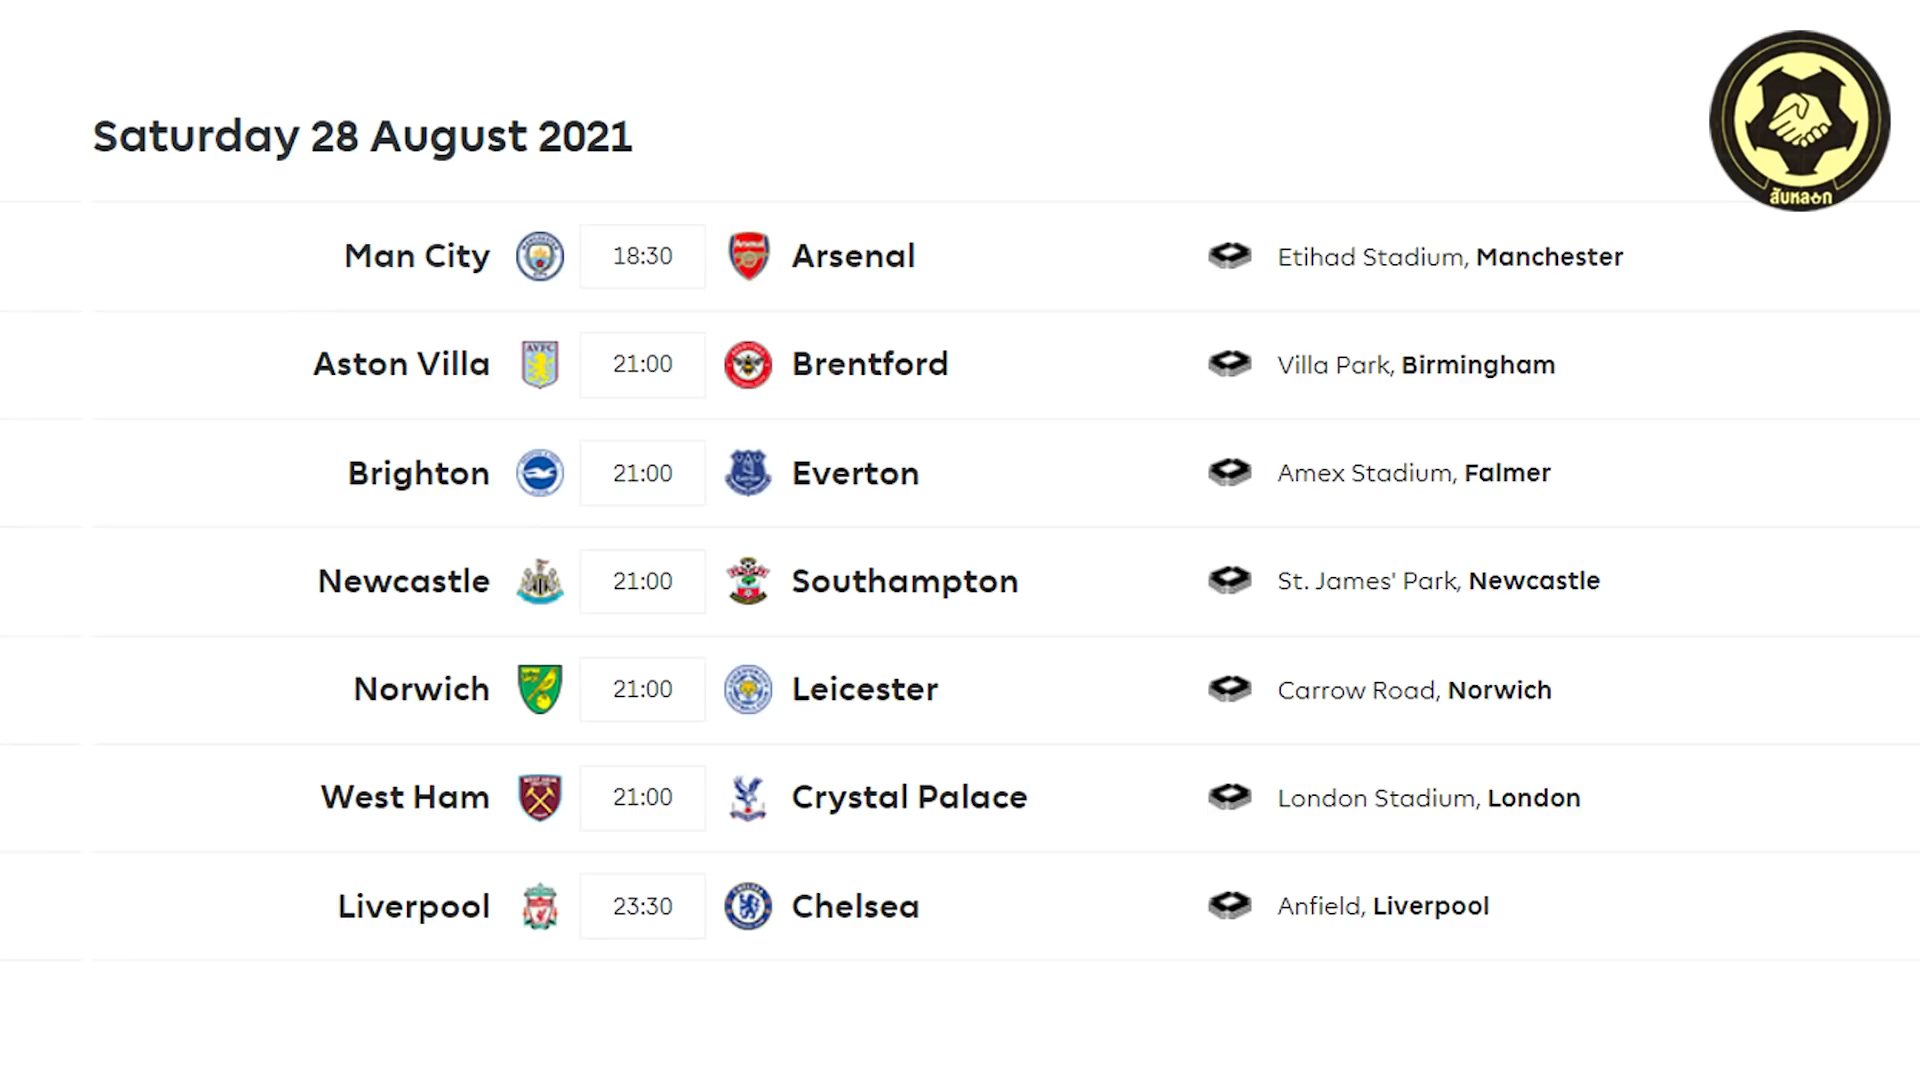 สับหลอก
Saturday 28 August 2021
Man City 18:30 Arsenal Etihad Stadium, Manchester
Aston Villa 21:00 Brentford Villa Park, Birmingham
Brighton 21:00 Everton Amex Stadium, Falmer
Newcastle 21:00 Southampton St. James' Park, Newcastle
Norwich 21:00 Leicester Carrow Road, Norwich
West Ham 21:00 Crystal Palace London Stadium, London
Liverpool 23:30 Chelsea Anfield, Liverpool